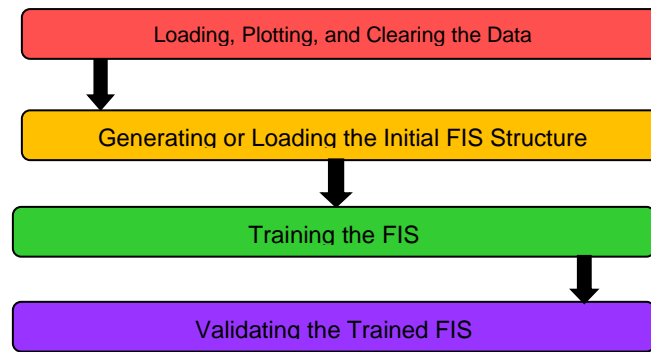 Loading, Plotting, and Clearing the Data
Generating or Loading the Initial FIS Structure
Training the FIS
Validating the Trained FIS